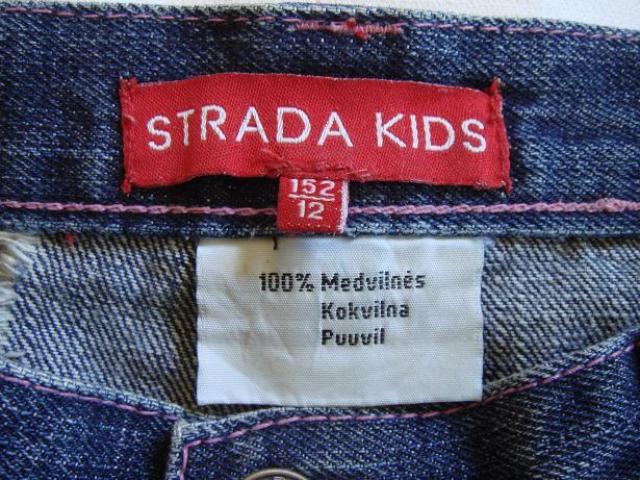 STRADA KIDS
152
12
100% Medvilnės
Kokvilna
Puuvil